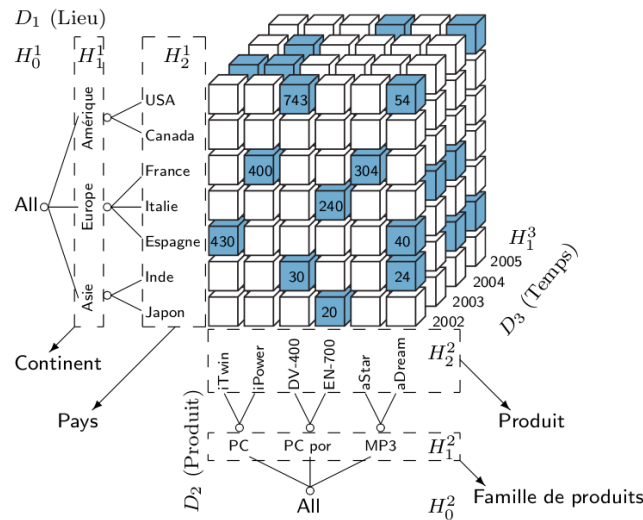 D₁ (Lieu)
H₀¹ H₁¹ H₂¹
All
Amérique
Europe
Asie
USA
Canada
France
Italie
Espagne
Inde
Japon
743 54
400 304
240
430 40
30 24
20
2002
2003
2004
2005
H₁³
D₃ (Temps)
Continent
Pays
iTwin iPower DV-400 EN-700 aStar aDream
H₂²
Produit
D₂ (Produit)
PC PC por MP3 H₁²
All
H₀²
Famille de produits